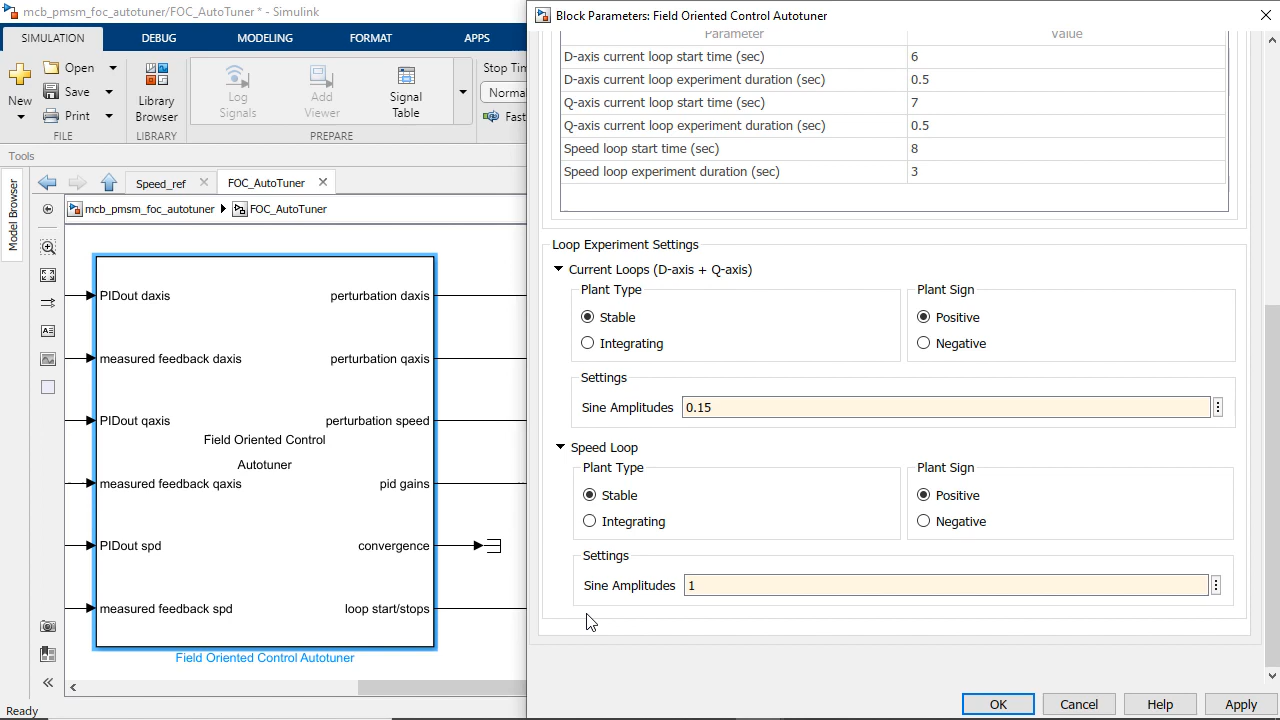 mcb_pmsm_foc_autotuner/FOC_AutoTuner * - Simulink
SIMULATION DEBUG MODELING FORMAT APPS
New
Open
Save
Print
FILE
Library
Browser
LIBRARY
Log
Signals
Add
Viewer
Signal
Table
PREPARE
Stop Tim
Norma
Fast
Tools
Model Browser
Speed_ref
FOC_AutoTuner
mcb_pmsm_foc_autotuner
FOC_AutoTuner
PIDout daxis
perturbation daxis
measured feedback daxis
perturbation qaxis
PIDout qaxis
perturbation speed
Field Oriented Control
Autotuner
measured feedback qaxis
pid gains
PIDout spd
convergence
measured feedback spd
loop start/stops
Field Oriented Control Autotuner
Ready
Block Parameters: Field Oriented Control Autotuner
Parameter Value
D-axis current loop start time (sec) 6
D-axis current loop experiment duration (sec) 0.5
Q-axis current loop start time (sec) 7
Q-axis current loop experiment duration (sec) 0.5
Speed loop start time (sec) 8
Speed loop experiment duration (sec) 3
Loop Experiment Settings
Current Loops (D-axis + Q-axis)
Plant Type
Stable
Integrating
Plant Sign
Positive
Negative
Settings
Sine Amplitudes 0.15
Speed Loop
Plant Type
Stable
Integrating
Plant Sign
Positive
Negative
Settings
Sine Amplitudes 1
OK Cancel Help Apply